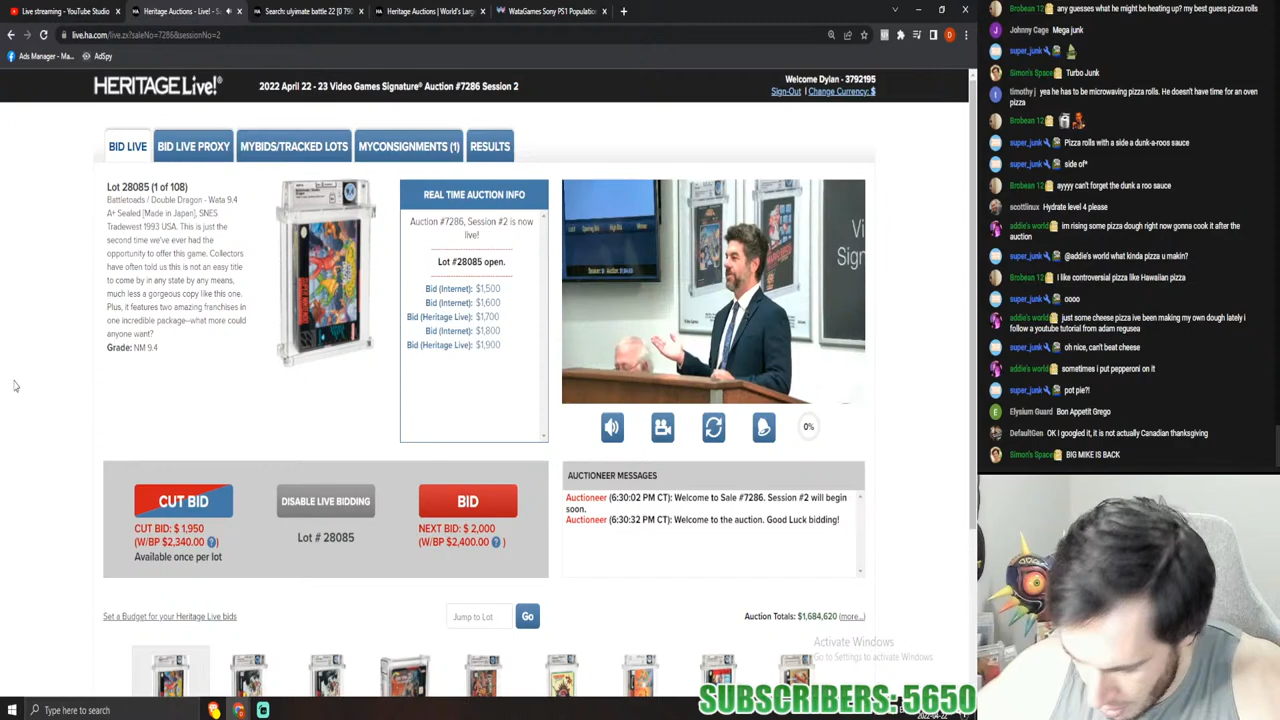 Live streaming - YouTube Studio
Heritage Auctions - Live! - S
Search ulyimate battle 22 [0 790
Heritage Auctions | World's Larg
WataGames Sony PS1 Population
live.ha.com/live.zx?saleNo=7286&sessionNo=2
Ads Manager - Ma...
AdSpy
HERITAGE Live!
2022 April 22 - 23 Video Games Signature® Auction #7286 Session 2
Welcome Dylan - 3792195
Sign-Out | Change Currency: $
BID LIVE
BID LIVE PROXY
MYBIDS/TRACKED LOTS
MYCONSIGNMENTS (1)
RESULTS
Lot 28085 (1 of 108)
Battletoads / Double Dragon - Wata 9.4
A+ Sealed [Made in Japan], SNES
Tradewest 1993 USA. This is just the
second time we've ever had the
opportunity to offer this game. Collectors
have often told us this is not an easy title
to come by in any state by any means,
much less a gorgeous copy like this one.
Plus, it features two amazing franchises in
one incredible package--what more could
anyone want?
Grade: NM 9.4
REAL TIME AUCTION INFO
Auction #7286, Session #2 is now
live!
Lot #28085 open.
Bid (Internet): $1,500
Bid (Internet): $1,600
Bid (Heritage Live): $1,700
Bid (Internet): $1,800
Bid (Heritage Live): $1,900
Vi
Sign
0%
CUT BID
CUT BID: $ 1,950
(W/BP $2,340.00 ?)
Available once per lot
DISABLE LIVE BIDDING
Lot # 28085
BID
NEXT BID: $ 2,000
(W/BP $2,400.00 ? )
AUCTIONEER MESSAGES
Auctioneer (6:30:02 PM CT): Welcome to Sale #7286. Session #2 will begin
soon.
Auctioneer (6:30:32 PM CT): Welcome to the auction. Good Luck bidding!
Set a Budget for your Heritage Live bids
Jump to Lot
Go
Auction Totals: $1,684,620 (more...)
Activate Windows
Go to Settings to activate Windows
SUBSCRIBERS: 5650
Type here to search
2022-04-22
Brobean 12 any guesses what he might be heating up? my best guess pizza rolls
Johnny Cage Mega junk
super_junk
Simon's Space Turbo Junk
timothy j yea he has to be microwaving pizza rolls. He doesn't have time for an oven
pizza
Brobean 12
super_junk Pizza rolls with a side a dunk-a-roos sauce
super_junk side of*
Brobean 12 ayyyy can't forget the dunk a roo sauce
scottlinux Hydrate level 4 please
addie's world im rising some pizza dough right now gonna cook it after the
auction
super_junk @addie's world what kinda pizza u makin?
Brobean 12 I like controversial pizza like Hawaiian pizza
super_junk oooo
addie's world just some cheese pizza ive been making my own dough lately i
follow a youtube tutorial from adam regusea
super_junk oh nice, can't beat cheese
addie's world sometimes i put pepperoni on it
super_junk pot pie?!
Elysium Guard Bon Appetit Grego
DefaultGen OK I googled it, it is not actually Canadian thanksgiving
Simon's Space BIG MIKE IS BACK